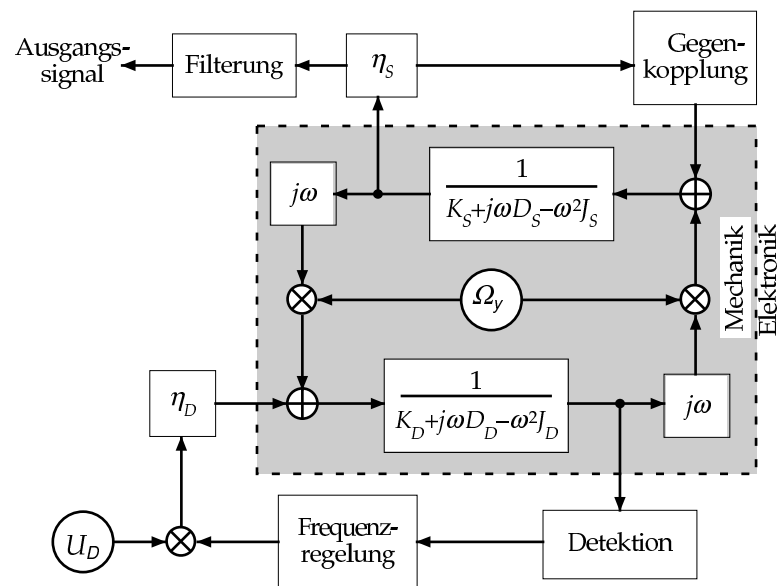 Ausgangs-
signal
Filterung
η_S
Gegen-
kopplung
jω
1
K_S+jωD_S–ω²J_S
Mechanik
Elektronik
Ω_y
η_D
1
K_D+jωD_D–ω²J_D
jω
U_D
Frequenz-
regelung
Detektion